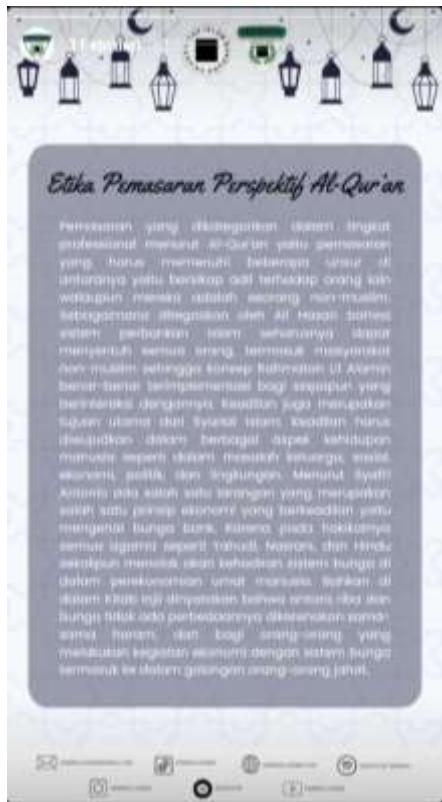 Etika Pemasaran Perspektif Al-Qur'an
Pemasaran yang dikategorikan dalam tingkat
professional menurut Al-Qur'an yaitu pemasaran
yang harus memenuhi beberapa unsur di
antaranya yaitu bersikap adil terhadap orang lain
walaupun mereka adalah seorang non-muslim.
Sebagaimana ditegaskan oleh Ali Hasan bahwa
sistem perbankan Islam seharusnya dapat
menyentuh semua orang, termasuk masyarakat
non muslim sehingga konsep Rahmatan Lil Alamin
benar-benar terimplementasi bagi siapapun yang
berinteraksi dengannya. Keadilan juga merupakan
tujuan utama dari Syariat Islam, keadilan harus
diwujudkan dalam berbagai aspek kehidupan
manusia seperti dalam masalah keluarga, sosial,
ekonomi, politik, dan lingkungan. Menurut Syafi'i
Antonio ada salah satu larangan yang merupakan
salah satu prinsip ekonomi yang berkeadilan yaitu
mengenai bunga bank, karena pada hakikatnya
semua agama seperti Yahudi, Nasrani, dan Hindu
sekalipun menolak akan kehadiran sistem bunga di
dalam perekonomian umat manusia. Bahkan di
dalam Kitab Injil dinyatakan bahwa antara riba dan
bunga tidak ada perbedaannya dikarenakan sama-
sama haram, dan bagi orang-orang yang
melibatkan kegiatan ekonomi dengan sistem bunga
termasuk ke dalam golongan orang-orang jahat.